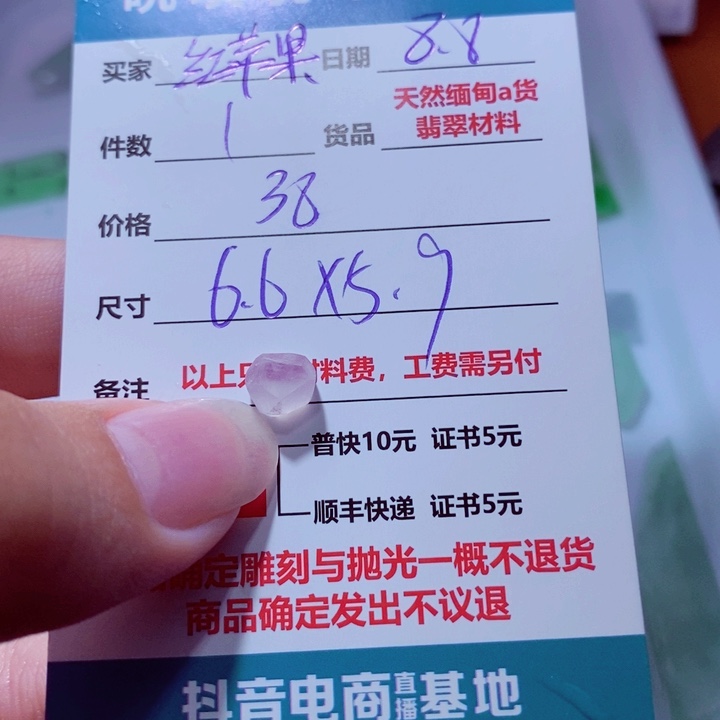 买家 红苹果 日期 8.8
件数 1 货品 天然缅甸a货
翡翠材料
价格 38
尺寸 6.6X5.9
备注 以上只 材料费，工费需另付
普快10元 证书5元
顺丰快递 证书5元
确定雕刻与抛光一概不退货
商品确定发出不议退
抖音电商直播基地